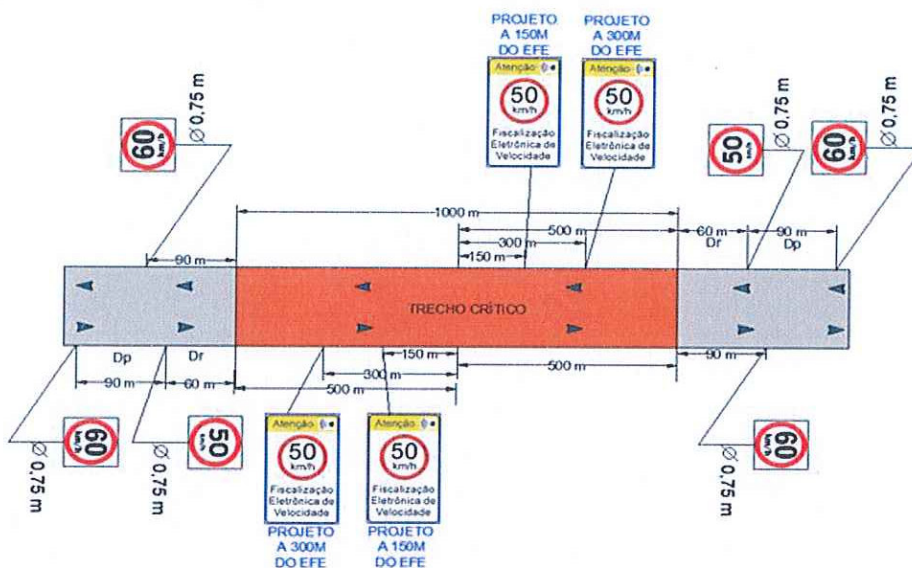 PROJETO
A 150M
DO EFE
PROJETO
A 300M
DO EFE
Atenção
50
km/h
Fiscalização
Eletrônica de
Velocidade
Atenção
50
km/h
Fiscalização
Eletrônica de
Velocidade
60
km/h
Ø 0,75 m
50
km/h
Ø 0,75 m
60
km/h
Ø 0,75 m
1000 m
500 m
300 m
150 m
60 m
Dr
90 m
Dp
90 m
TRECHO CRÍTICO
Dp
90 m
Dr
60 m
150 m
300 m
500 m
500 m
90 m
60
km/h
Ø 0,75 m
50
km/h
Ø 0,75 m
Atenção
50
km/h
Fiscalização
Eletrônica de
Velocidade
PROJETO
A 300M
DO EFE
Atenção
50
km/h
Fiscalização
Eletrônica de
Velocidade
PROJETO
A 150M
DO EFE
60
km/h
Ø 0,75 m